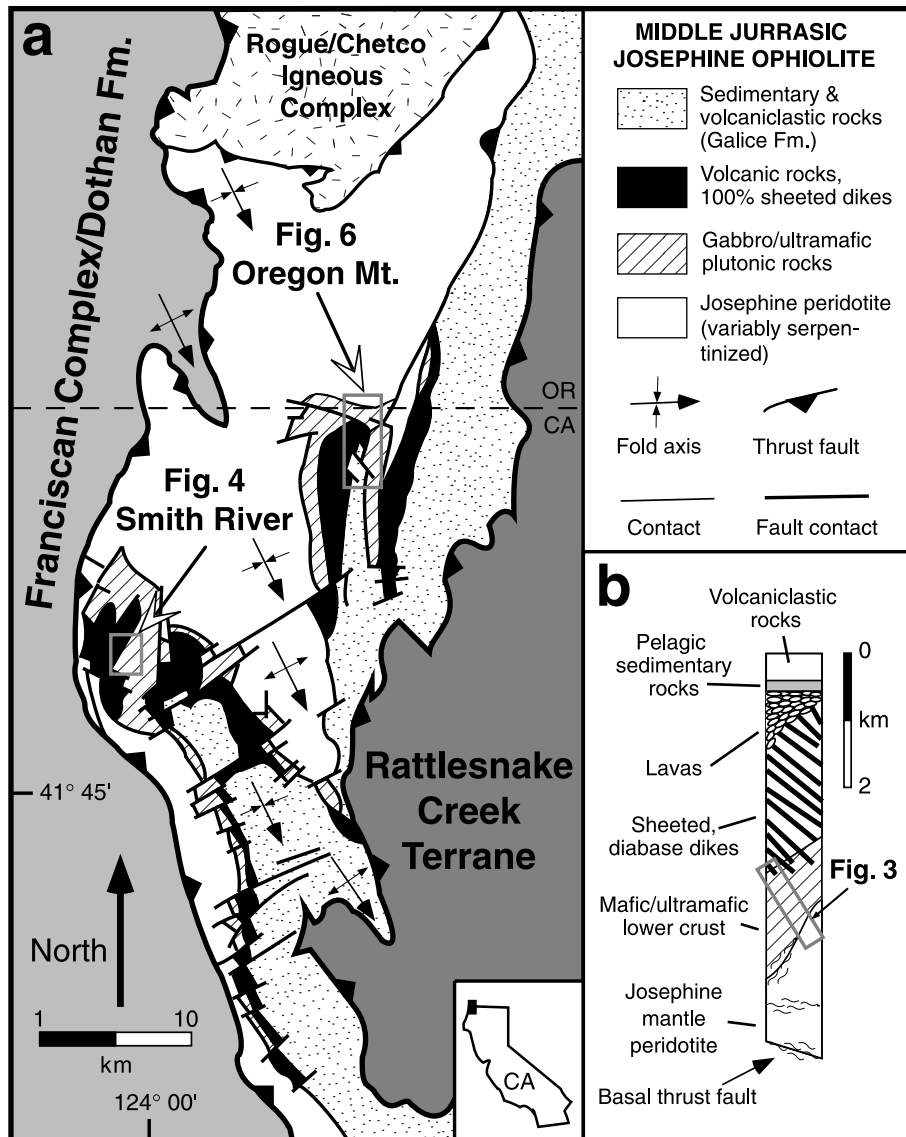 a
Rogue/Chetco
Igneous
Complex
Franciscan Complex/Dothan Fm.
Fig. 6
Oregon Mt.
OR
CA
Fig. 4
Smith River
41° 45'
Rattlesnake
Creek
Terrane
North
1
10
km
124° 00'
CA
MIDDLE JURRASIC
JOSEPHINE OPHIOLITE
Sedimentary &
volcaniclastic rocks
(Galice Fm.)
Volcanic rocks,
100% sheeted dikes
Gabbro/ultramafic
plutonic rocks
Josephine peridotite
(variably serpen-
tinized)
Fold axis
Thrust fault
Contact
Fault contact
b
Volcaniclastic
rocks
Pelagic
sedimentary
rocks
0
km
2
Lavas
Sheeted,
diabase dikes
Fig. 3
Mafic/ultramafic
lower crust
Josephine
mantle
peridotite
Basal thrust fault